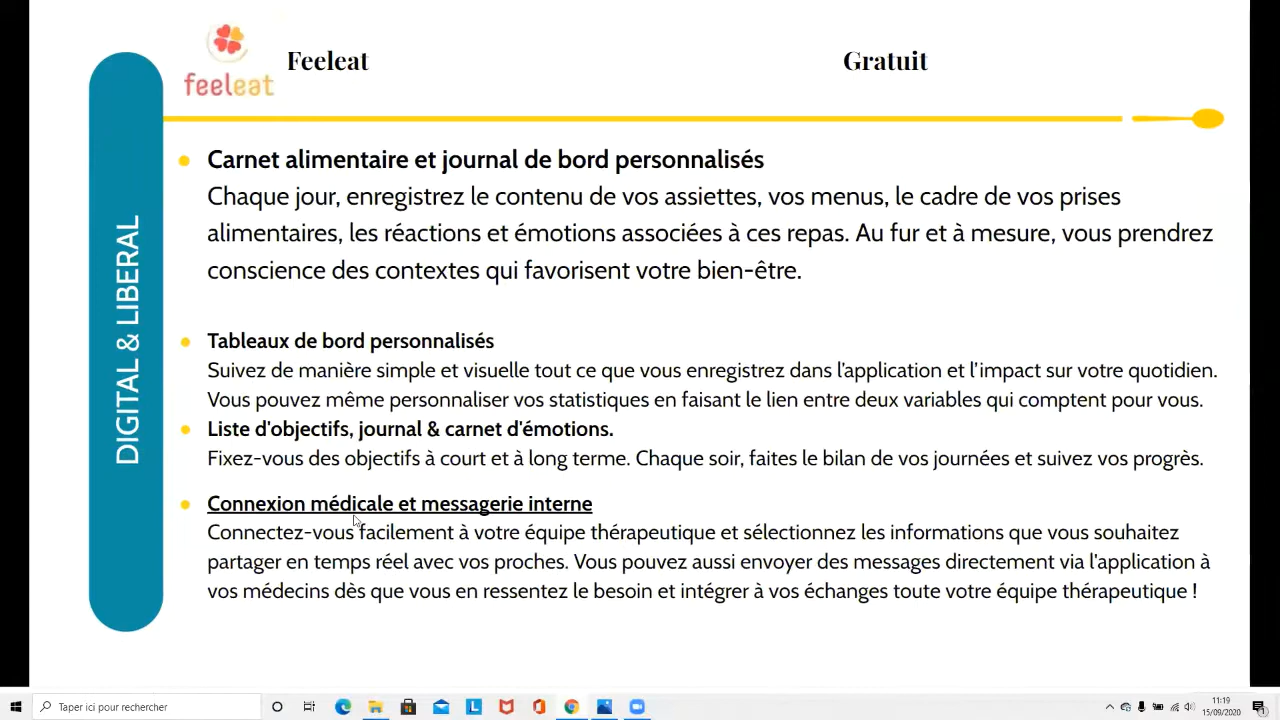 feeleat
Feeleat
Gratuit
DIGITAL & LIBERAL
Carnet alimentaire et journal de bord personnalisés
Chaque jour, enregistrez le contenu de vos assiettes, vos menus, le cadre de vos prises
alimentaires, les réactions et émotions associées à ces repas. Au fur et à mesure, vous prendrez
conscience des contextes qui favorisent votre bien-être.
Tableaux de bord personnalisés
Suivez de manière simple et visuelle tout ce que vous enregistrez dans l'application et l'impact sur votre quotidien.
Vous pouvez même personnaliser vos statistiques en faisant le lien entre deux variables qui comptent pour vous.
Liste d'objectifs, journal & carnet d'émotions.
Fixez-vous des objectifs à court et à long terme. Chaque soir, faites le bilan de vos journées et suivez vos progrès.
Connexion médicale et messagerie interne
Connectez-vous facilement à votre équipe thérapeutique et sélectionnez les informations que vous souhaitez
partager en temps réel avec vos proches. Vous pouvez aussi envoyer des messages directement via l'application à
vos médecins dès que vous en ressentez le besoin et intégrer à vos échanges toute votre équipe thérapeutique !
Taper ici pour rechercher
L
11:19
15/09/2020
1